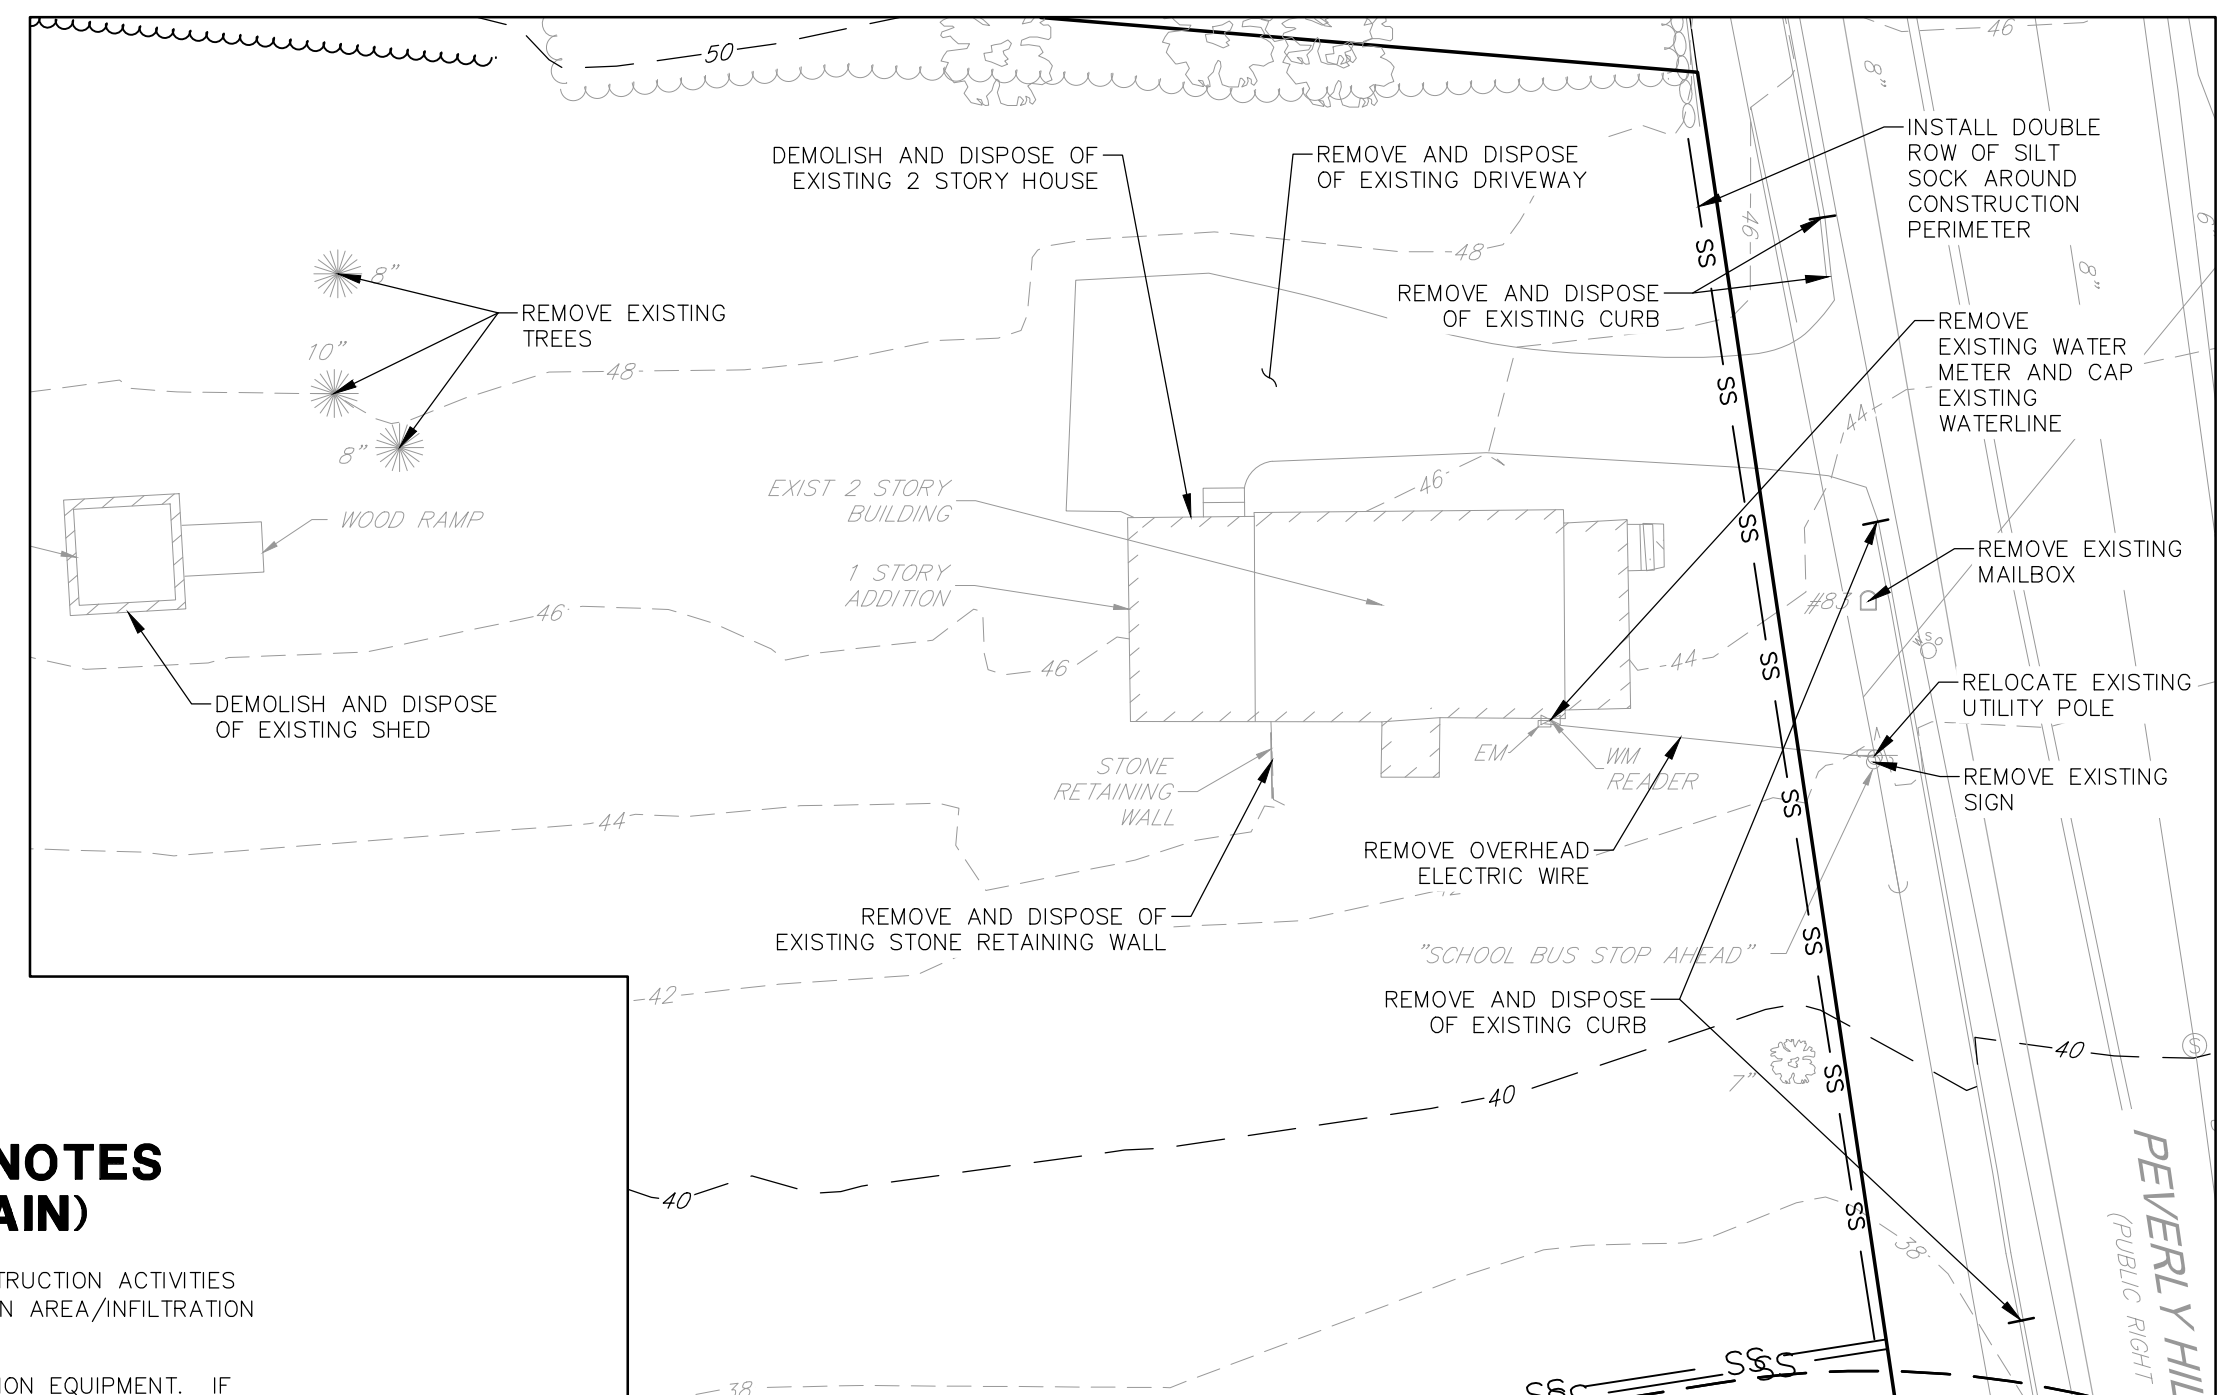 50
46
8"
DEMOLISH AND DISPOSE OF
EXISTING 2 STORY HOUSE
REMOVE AND DISPOSE
OF EXISTING DRIVEWAY
INSTALL DOUBLE
ROW OF SILT
SOCK AROUND
CONSTRUCTION
PERIMETER
46
SS
48
8"
8"
REMOVE EXISTING
TREES
10"
48
8"
REMOVE AND DISPOSE
OF EXISTING CURB
REMOVE
EXISTING WATER
METER AND CAP
EXISTING
WATERLINE
SS
44
46
EXIST 2 STORY
BUILDING
WOOD RAMP
SS
1 STORY
ADDITION
REMOVE EXISTING
MAILBOX
#83
46
46
44
SS
WSO
DEMOLISH AND DISPOSE
OF EXISTING SHED
RELOCATE EXISTING
UTILITY POLE
STONE
RETAINING
WALL
EM
WM
READER
REMOVE EXISTING
SIGN
SS
44
REMOVE OVERHEAD
ELECTRIC WIRE
REMOVE AND DISPOSE OF
EXISTING STONE RETAINING WALL
"SCHOOL BUS STOP AHEAD"
SS
42
REMOVE AND DISPOSE
OF EXISTING CURB
40
S
7"
SS
40
40
SS
38
NOTES
AIN)
TRUCTION ACTIVITIES
N AREA/INFILTRATION
ION EQUIPMENT. IF
38
PEVERLY HIL
(PUBLIC RIGHT